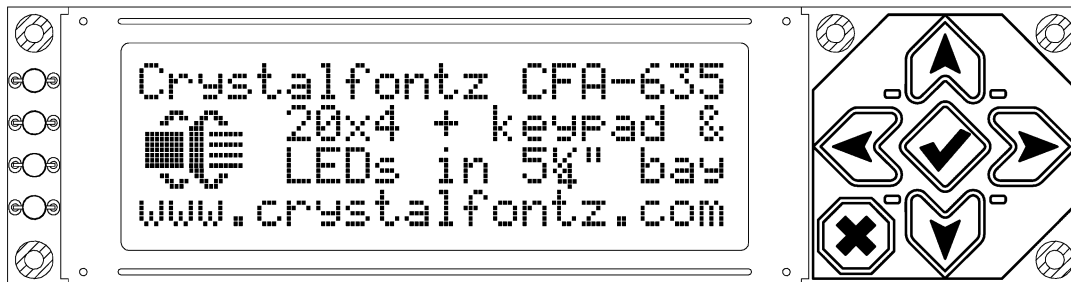 Crystalfontz CFA-635
20x4 + keypad &
LEDs in 5¼" bay
www.crystalfontz.com